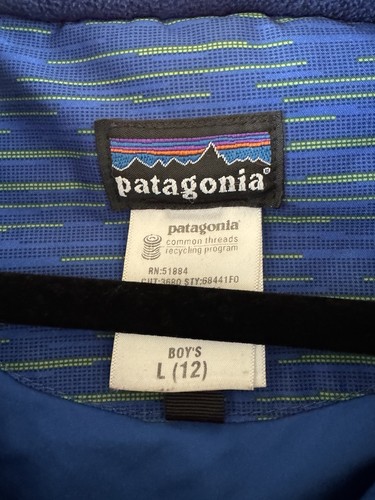 patagonia®
patagonia®
common threads
recycling program
RN:51884
CUT:3680 STY:68441F0
BOY'S
L (12)